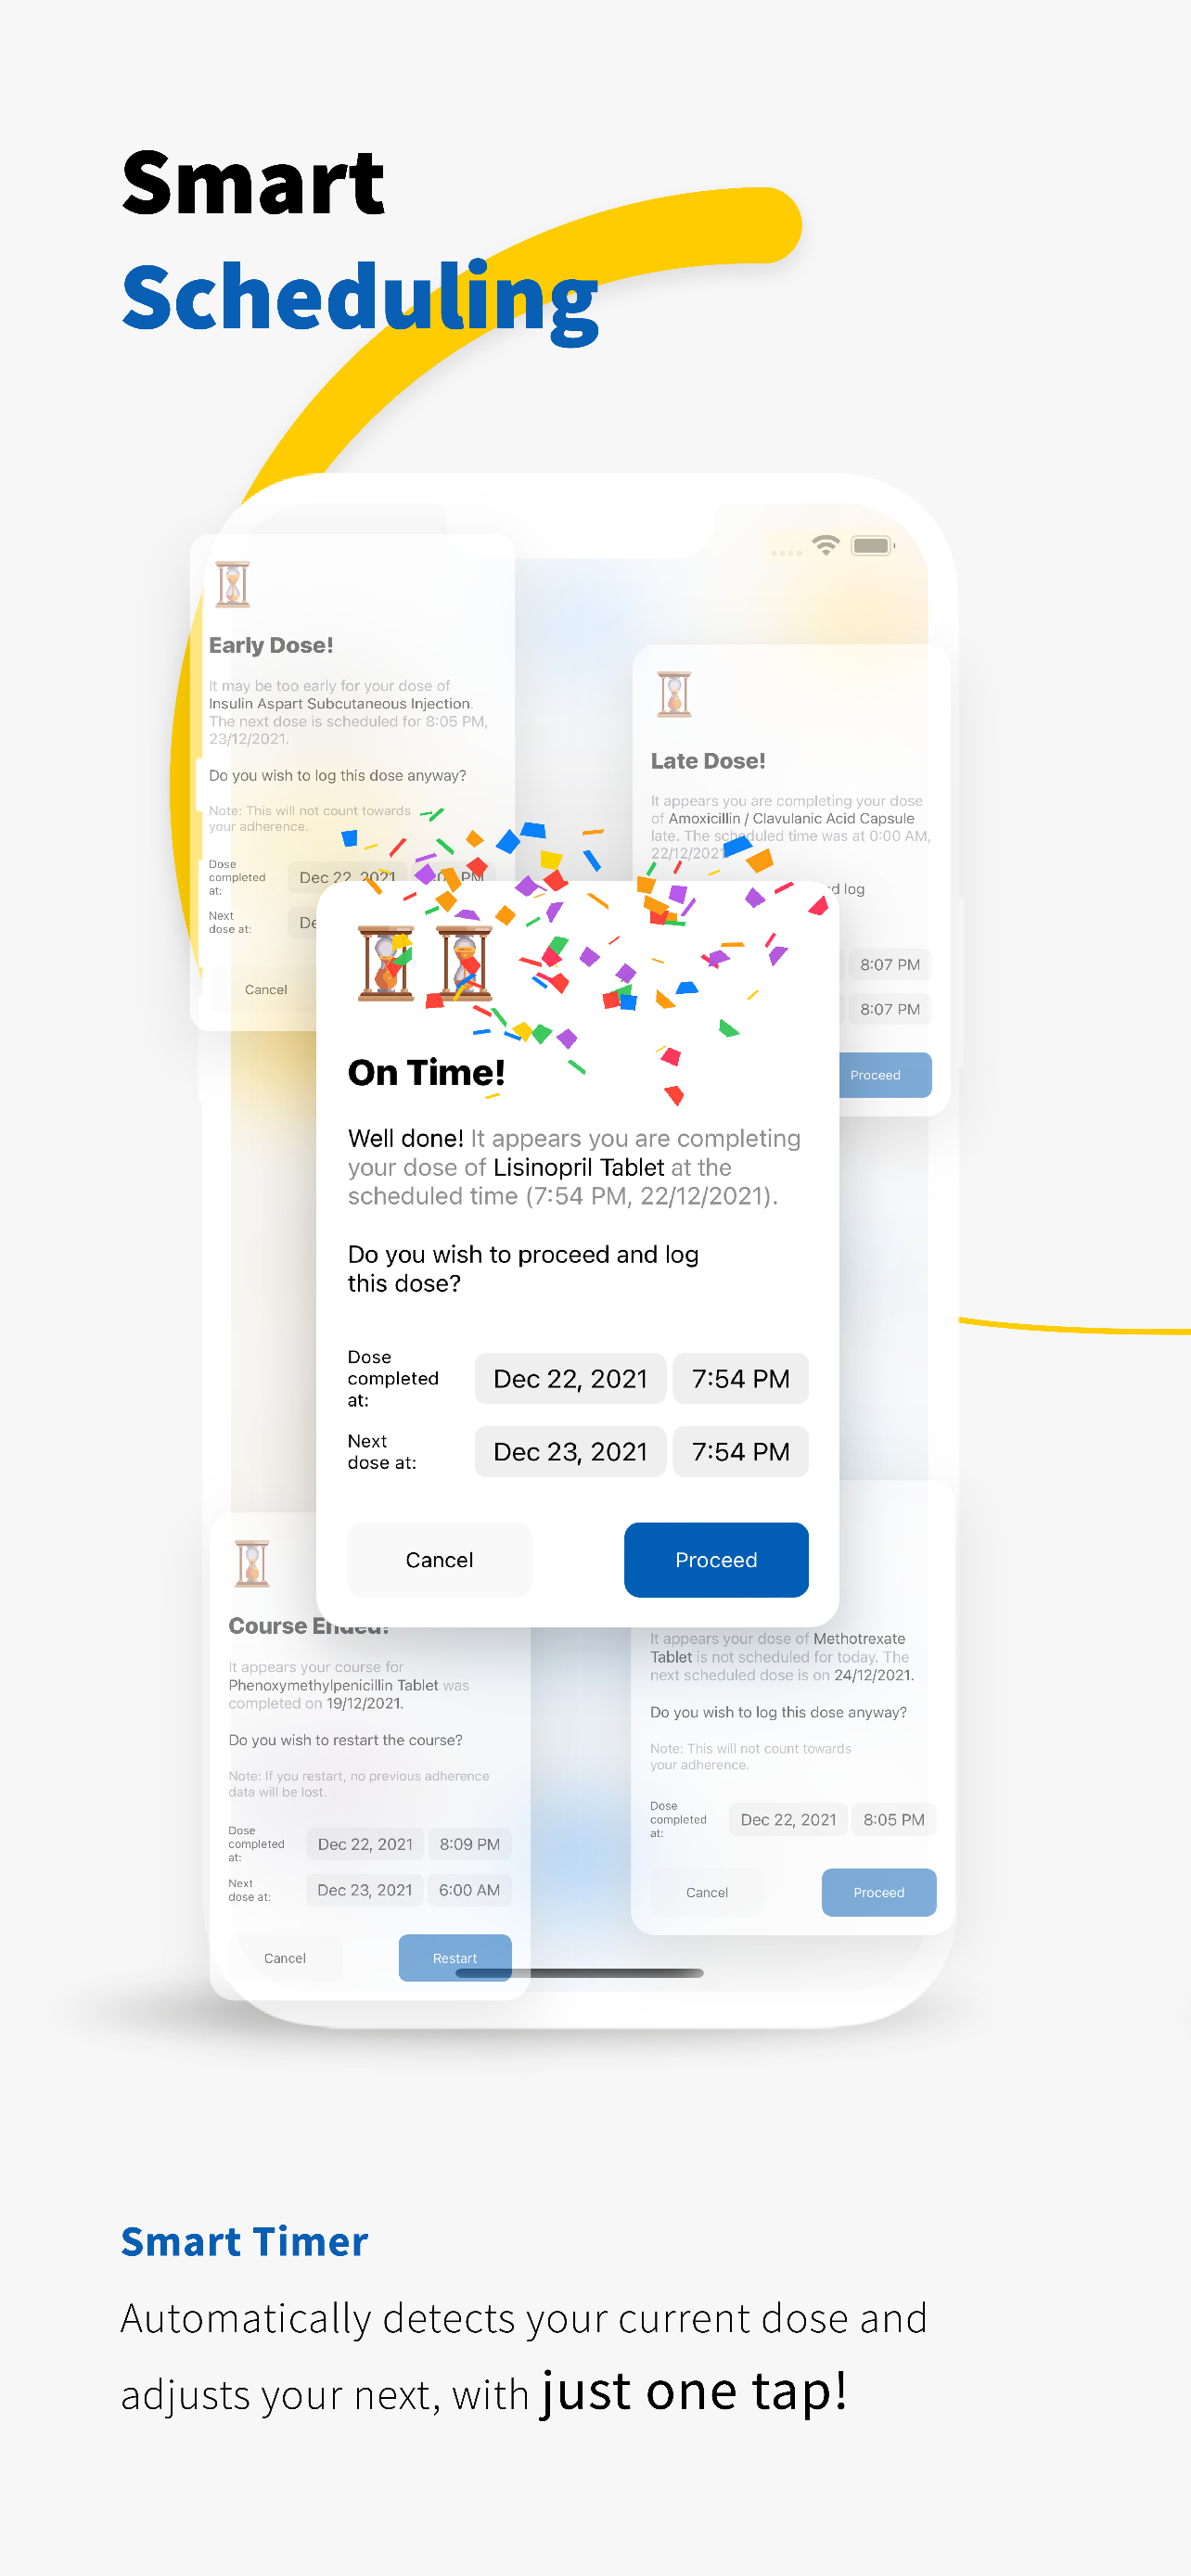 Smart
Scheduling
Early Dose!
It may be too early for your dose of
Insulin Aspart Subcutaneous Injection.
The next dose is scheduled for 8:05 PM,
23/12/2021.
Do you wish to log this dose anyway?
Note: This will not count towards
your adherence.
Dose
completed
at:
Dec 22, 2021
PM
Next
dose at:
Cancel
Late Dose!
It appears you are completing your dose
of Amoxicillin / Clavulanic Acid Capsule
late. The scheduled time was at 0:00 AM,
22/12/2021
d log
8:07 PM
8:07 PM
Proceed
On Time!
Well done! It appears you are completing
your dose of Lisinopril Tablet at the
scheduled time (7:54 PM, 22/12/2021).
Do you wish to proceed and log
this dose?
Dose
completed
at:
Dec 22, 2021 7:54 PM
Next
dose at:
Dec 23, 2021 7:54 PM
Cancel
Proceed
Course Ended!
It appears your course for
Phenoxymethylpenicillin Tablet was
completed on 19/12/2021.
Do you wish to restart the course?
Note: If you restart, no previous adherence
data will be lost.
Dose
completed
at:
Dec 22, 2021 8:09 PM
Next
dose at:
Dec 23, 2021 6:00 AM
Cancel
Restart
It appears your dose of Methotrexate
Tablet is not scheduled for today. The
next scheduled dose is on 24/12/2021.
Do you wish to log this dose anyway?
Note: This will not count towards
your adherence.
Dose
completed
at:
Dec 22, 2021 8:05 PM
Cancel
Proceed
Smart Timer
Automatically detects your current dose and
adjusts your next, with just one tap!